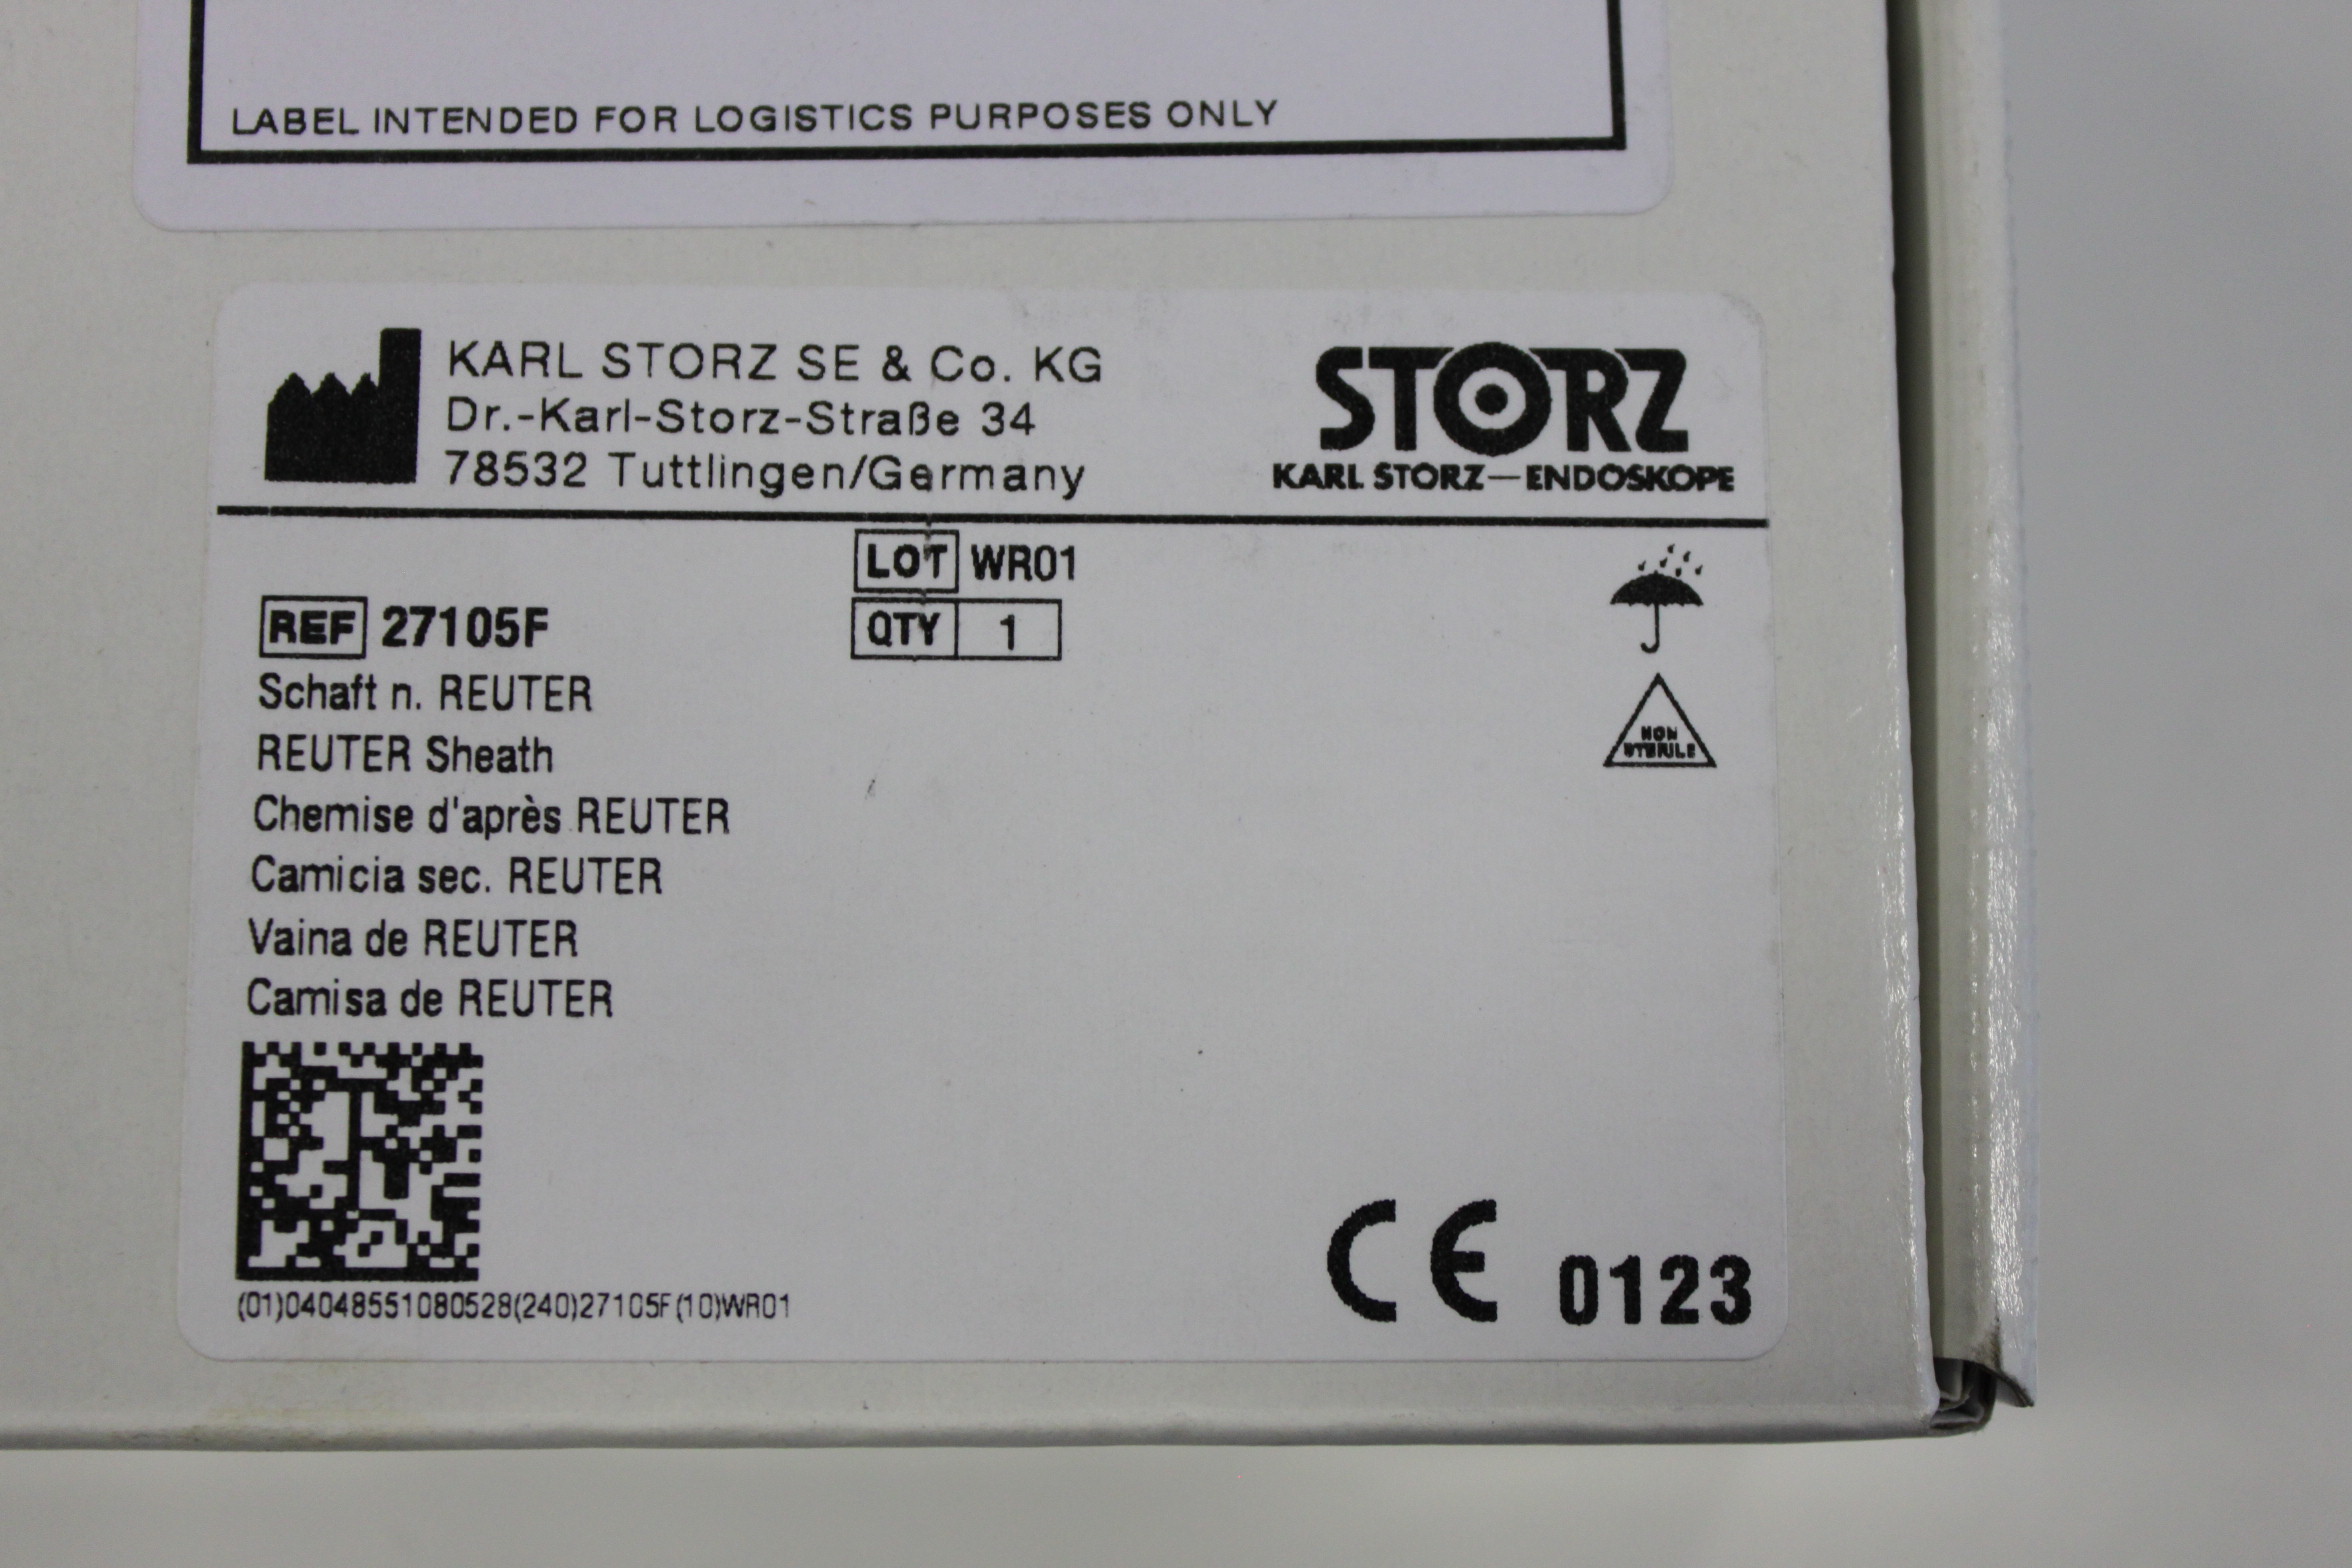 LABEL INTENDED FOR LOGISTICS PURPOSES ONLY
KARL STORZ SE & Co. KG
Dr.-Karl-Storz-Straße 34
78532 Tuttlingen/Germany
STORZ
KARL STORZ—ENDOSKOPE
LOT WR01
REF 27105F
QTY 1
Schaft n. REUTER
REUTER Sheath
Chemise d'après REUTER
Camicia sec. REUTER
Vaina de REUTER
Camisa de REUTER
NON
STERILE
(01)04048551080528(240)27105F(10)WR01
CE 0123